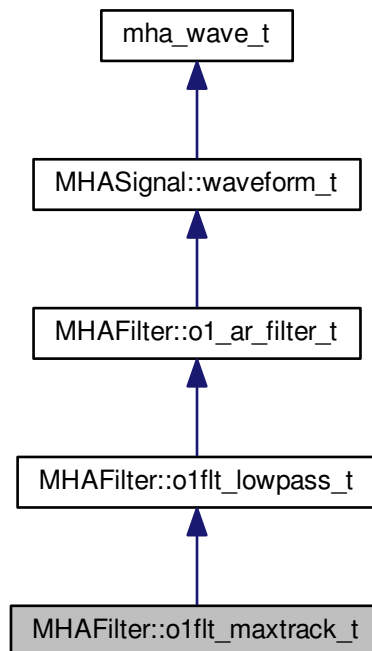 mha_wave_t
MHASignal::waveform_t
MHAFilter::o1_ar_filter_t
MHAFilter::o1flt_lowpass_t
MHAFilter::o1flt_maxtrack_t